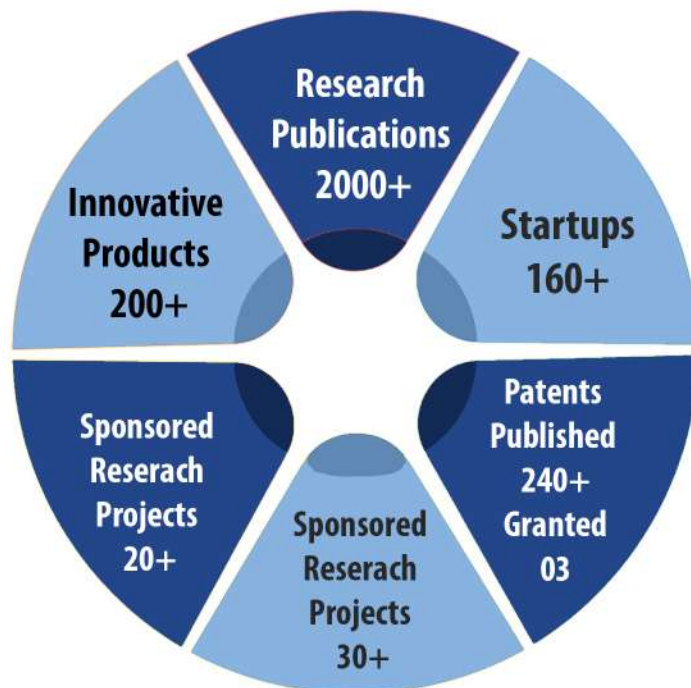 Research
Publications
2000+
Startups
160+
Patents
Published
240+
Granted
03
Sponsored
Reserach
Projects
30+
Sponsored
Reserach
Projects
20+
Innovative
Products
200+